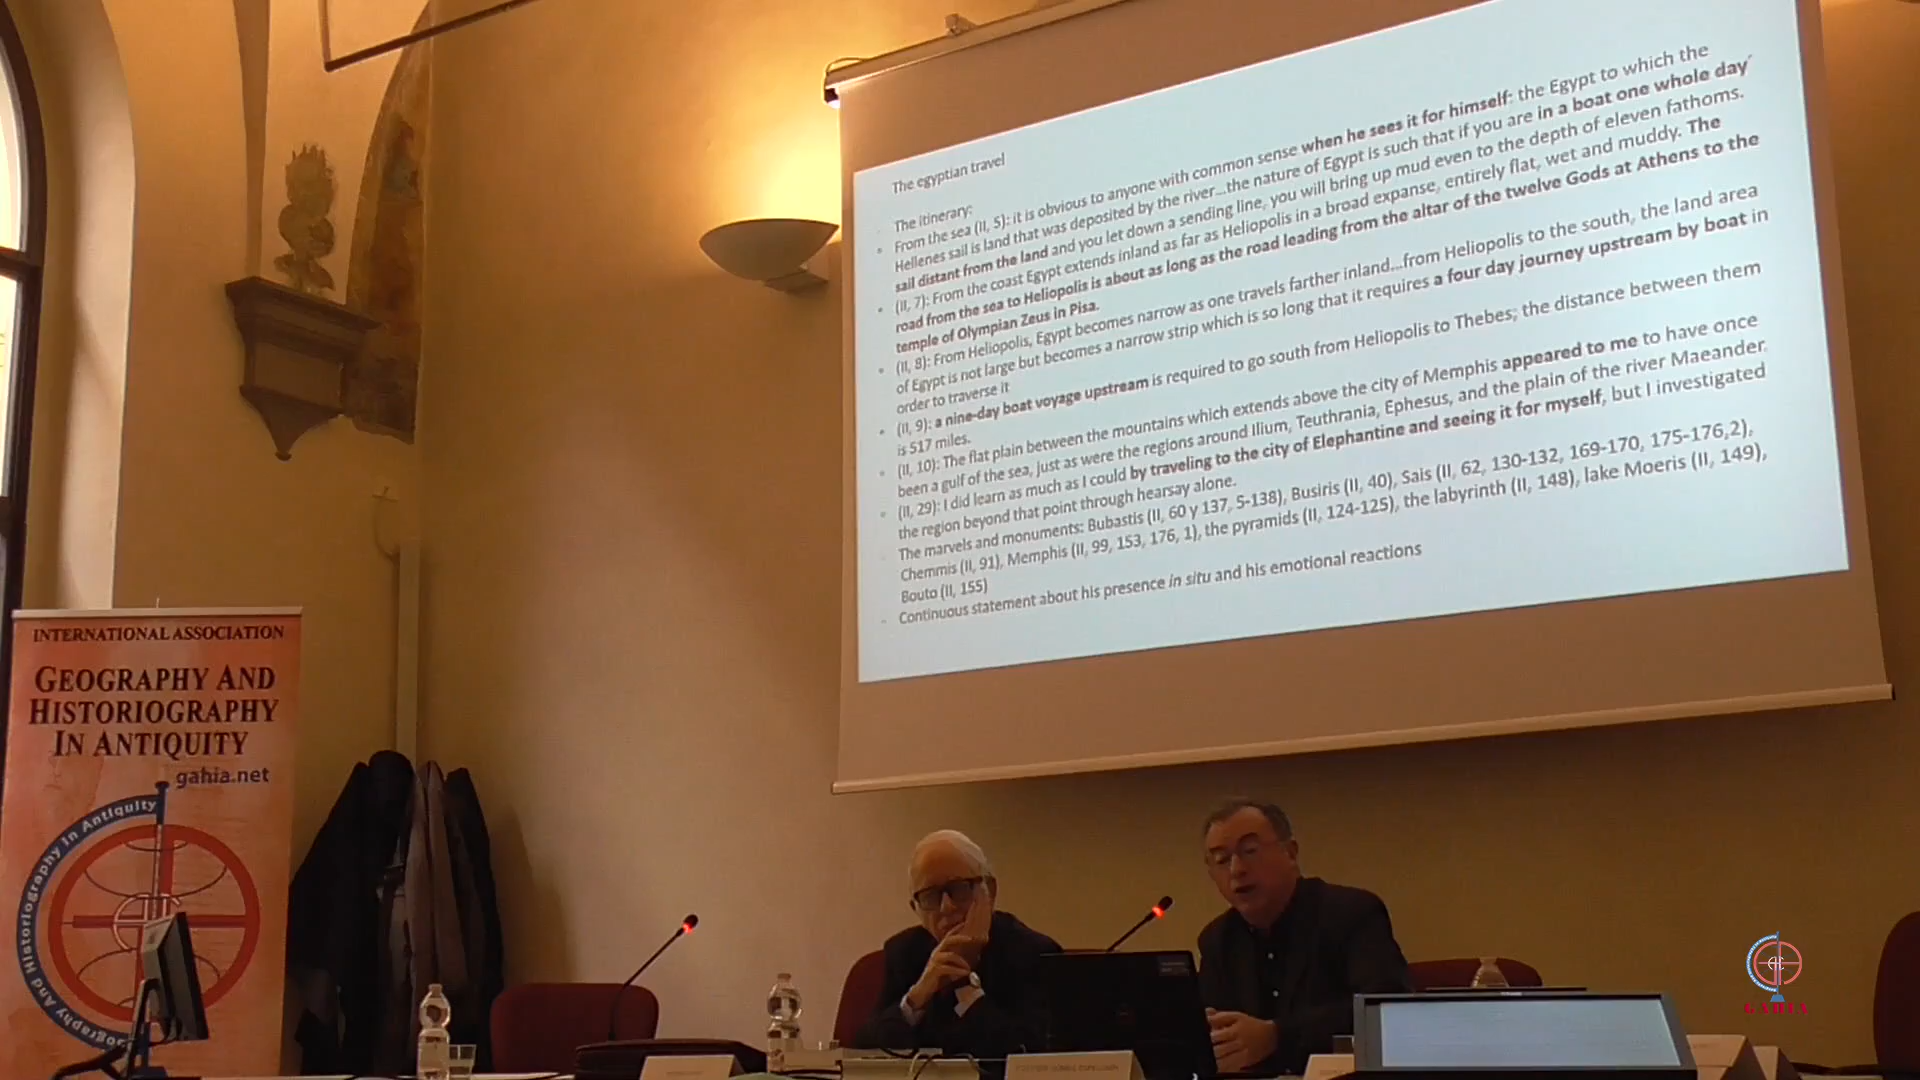 The egyptian travel
The itinerary:
From the sea (II, 5): it is obvious to anyone with common sense when he sees it for himself: the Egypt to which the
Hellenes sail is land that was deposited by the river...the nature of Egypt is such that if you are in a boat one whole day´
sail distant from the land and you let down a sending line, you will bring up mud even to the depth of eleven fathoms.
(II, 7): From the coast Egypt extends inland as far as Heliopolis in a broad expanse, entirely flat, wet and muddy. The
road from the sea to Heliopolis is about as long as the road leading from the altar of the twelve Gods at Athens to the
temple of Olympian Zeus in Pisa.
(II, 8): From Heliopolis, Egypt becomes narrow as one travels farther inland...from Heliopolis to the south, the land area
of Egypt is not large but becomes a narrow strip which is so long that it requires a four day journey upstream by boat in
order to traverse it
(II, 9): a nine-day boat voyage upstream is required to go south from Heliopolis to Thebes; the distance between them
is 517 miles.
(II, 10): The flat plain between the mountains which extends above the city of Memphis appeared to me to have once
been a gulf of the sea, just as were the regions around Ilium, Teuthrania, Ephesus, and the plain of the river Maeander.
(II, 29): I did learn as much as I could by traveling to the city of Elephantine and seeing it for myself, but I investigated
the region beyond that point through hearsay alone.
The marvels and monuments: Bubastis (II, 60 y 137, 5-138), Busiris (II, 40), Sais (II, 62, 130-132, 169-170, 175-176,2),
Chemmis (II, 91), Memphis (II, 99, 153, 176, 1), the pyramids (II, 124-125), the labyrinth (II, 148), lake Moeris (II, 149),
Bouto (II, 155)
Continuous statement about his presence in situ and his emotional reactions
INTERNATIONAL ASSOCIATION
GEOGRAPHY AND
HISTORIOGRAPHY
IN ANTIQUITY
gahia.net
And Historiography In Antiquity
GAHIA